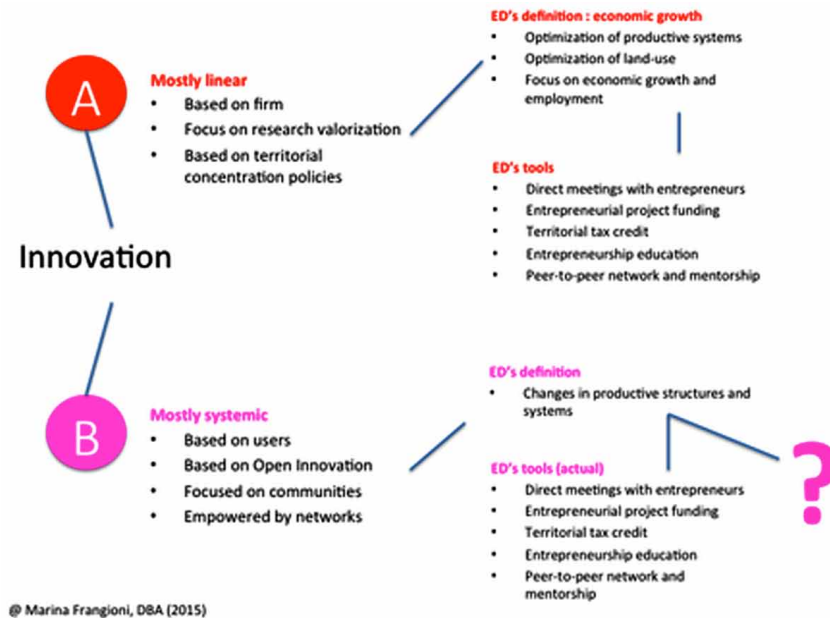 A
Mostly linear
• Based on firm
• Focus on research valorization
• Based on territorial
concentration policies
ED's definition : economic growth
• Optimization of productive systems
• Optimization of land-use
• Focus on economic growth and
employment
ED's tools
• Direct meetings with entrepreneurs
• Entrepreneurial project funding
• Territorial tax credit
• Entrepreneurship education
• Peer-to-peer network and mentorship
Innovation
B
Mostly systemic
• Based on users
• Based on Open Innovation
• Focused on communities
• Empowered by networks
ED's definition
• Changes in productive structures and
systems
ED's tools (actual)
• Direct meetings with entrepreneurs
• Entrepreneurial project funding
• Territorial tax credit
• Entrepreneurship education
• Peer-to-peer network and
mentorship
?
@ Marina Frangioni, DBA (2015)